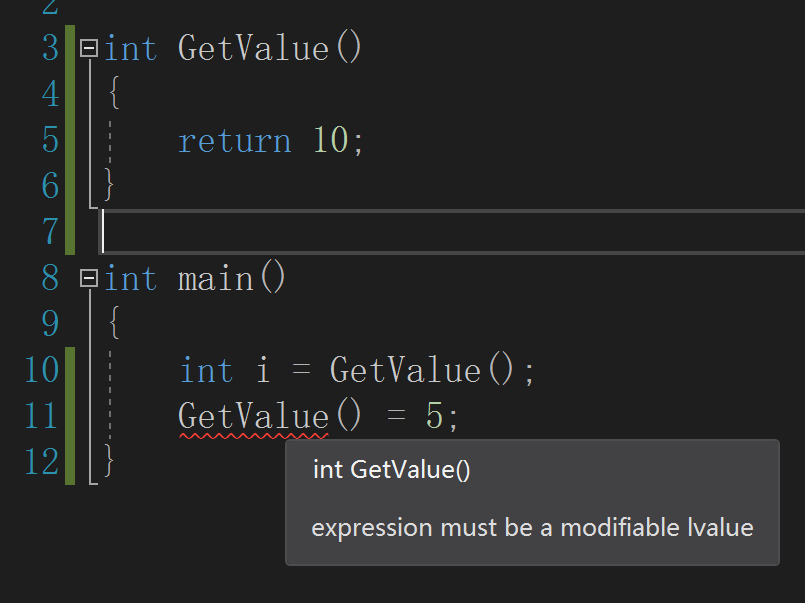 2
3 int GetValue()
4 {
5 return 10;
6 }
7
8 int main()
9 {
10 int i = GetValue();
11 GetValue() = 5;
12 }
int GetValue()
expression must be a modifiable lvalue